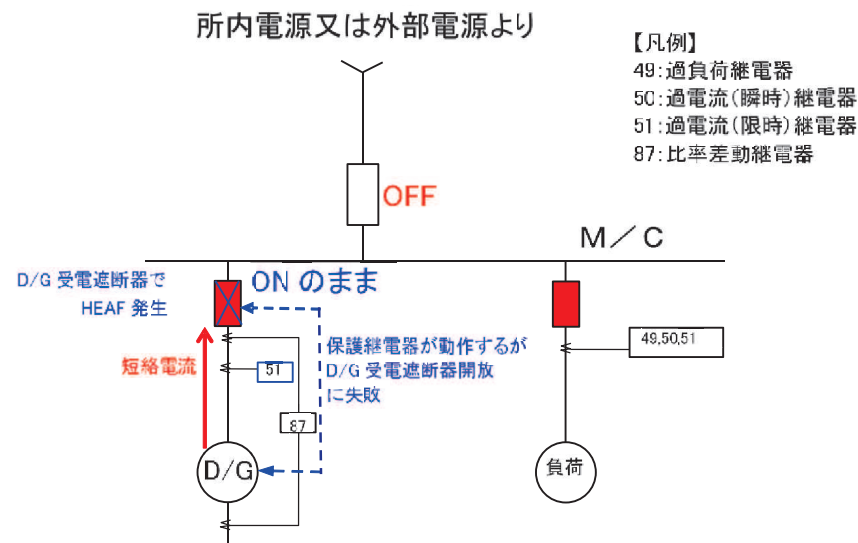 所内電源又は外部電源より
【凡例】
49:過負荷継電器
50:過電流(瞬時)継電器
51:過電流(限時)継電器
87:比率差動継電器
OFF
M/C
D/G 受電遮断器で
HEAF 発生
ON のまま
保護継電器が動作するが
D/G 受電遮断器開放
に失敗
短絡電流
51
87
49,50,51
D/G
負荷